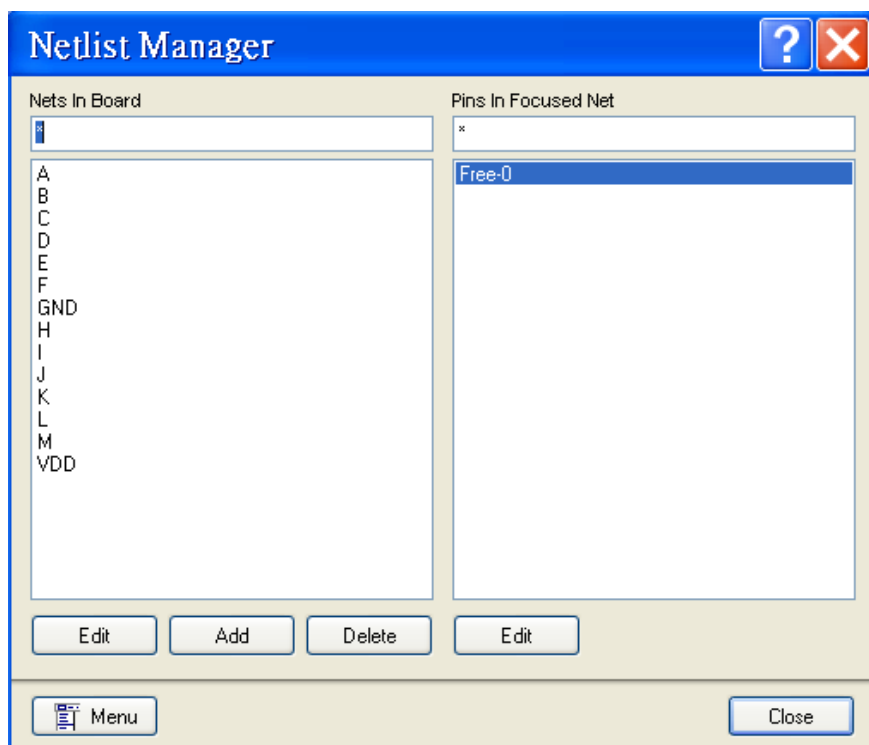 Netlist Manager
?
Nets In Board
Pins In Focused Net
*
*
A
B
C
D
E
F
GND
H
I
J
K
L
M
VDD
Free-0
Edit
Add
Delete
Edit
Menu
Close